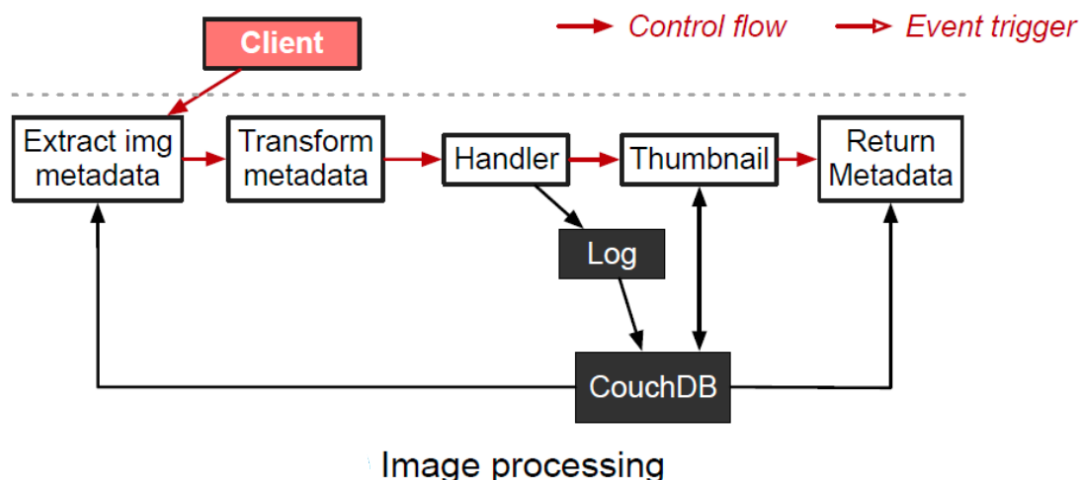 Client
Control flow
Event trigger
Extract img
metadata
Transform
metadata
Handler
Thumbnail
Return
Metadata
Log
CouchDB
Image processing